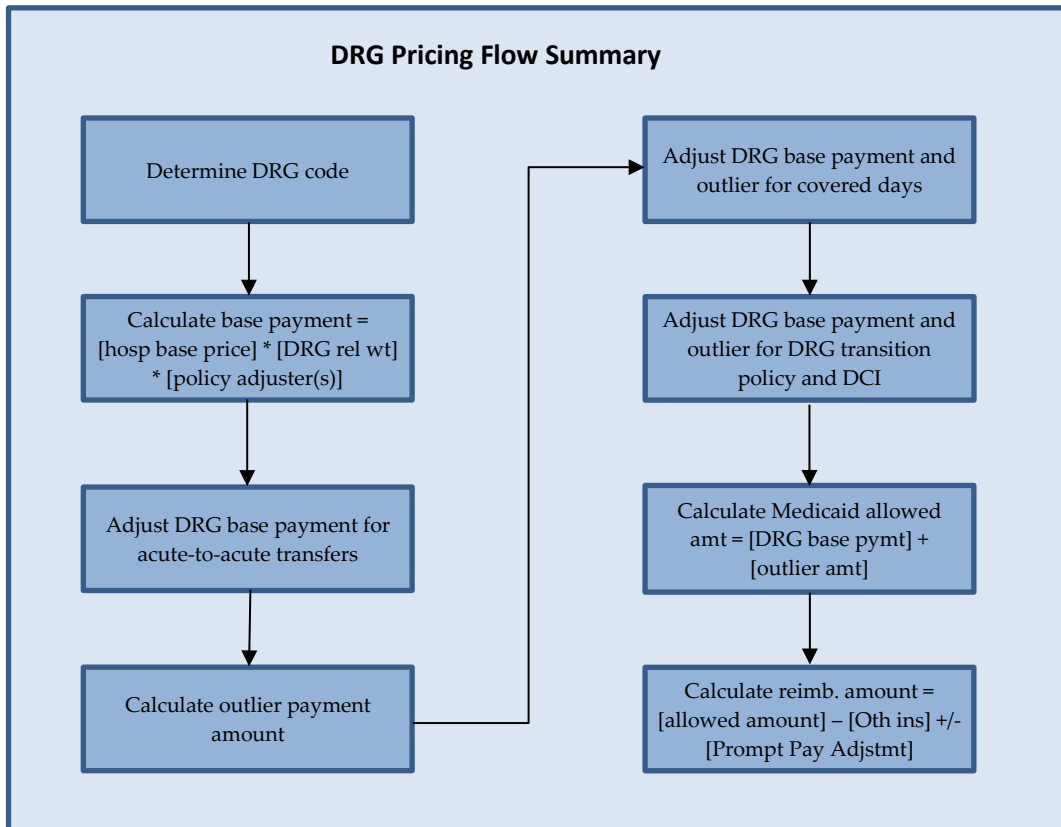 DRG Pricing Flow Summary
Determine DRG code
Calculate base payment =
[hosp base price] * [DRG rel wt]
* [policy adjuster(s)]
Adjust DRG base payment for
acute-to-acute transfers
Calculate outlier payment
amount
Adjust DRG base payment and
outlier for covered days
Adjust DRG base payment and
outlier for DRG transition
policy and DCI
Calculate Medicaid allowed
amt = [DRG base pymt] +
[outlier amt]
Calculate reimb. amount =
[allowed amount] – [Oth ins] +/-
[Prompt Pay Adjstmt]